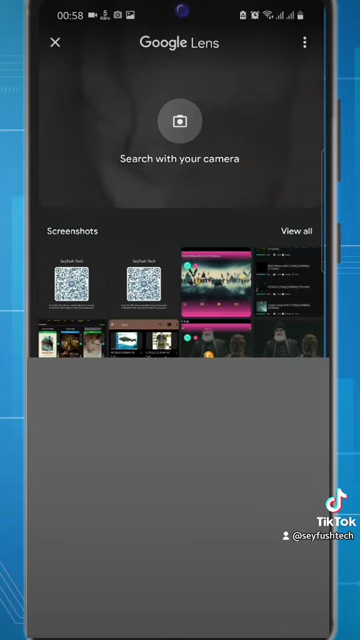 00:58
Google Lens
Search with your camera
Screenshots
View all
Seyfush Tech
Seyfush Tech
TikTok
@seyfushtech